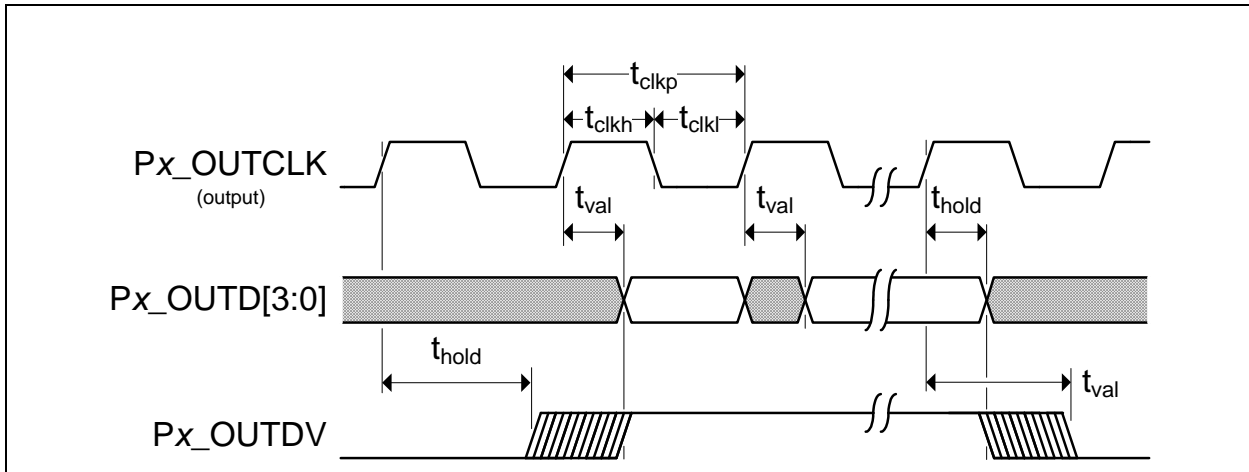 tclkp
tclkh tclkl
Px_OUTCLK
(output)
tval tval thold
Px_OUTD[3:0]
thold
tval
Px_OUTDV